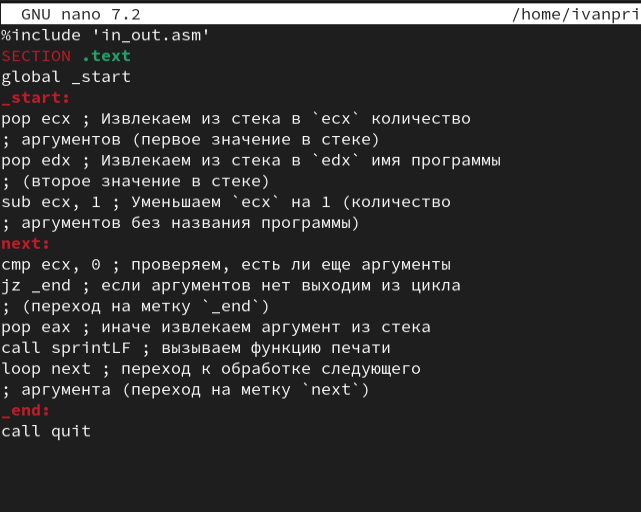 GNU nano 7.2 /home/ivanpri
%include 'in_out.asm'
SECTION .text
global _start
_start:
pop ecx ; Извлекаем из стека в `ecx` количество
; аргументов (первое значение в стеке)
pop edx ; Извлекаем из стека в `edx` имя программы
; (второе значение в стеке)
sub ecx, 1 ; Уменьшаем `ecx` на 1 (количество
; аргументов без названия программы)
next:
cmp ecx, 0 ; проверяем, есть ли еще аргументы
jz _end ; если аргументов нет выходим из цикла
; (переход на метку `_end`)
pop eax ; иначе извлекаем аргумент из стека
call sprintLF ; вызываем функцию печати
loop next ; переход к обработке следующего
; аргумента (переход на метку `next`)
_end:
call quit